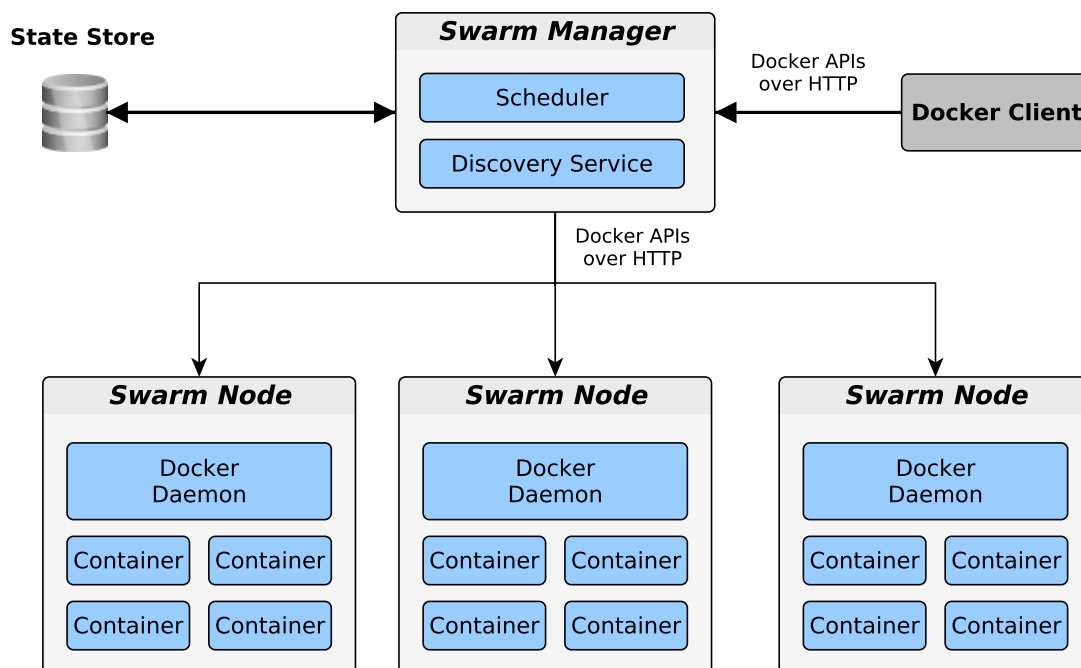 State Store
Swarm Manager
Scheduler
Discovery Service
Docker APIs
over HTTP
Docker Client
Docker APIs
over HTTP
Swarm Node
Docker
Daemon
Container
Container
Container
Container
Swarm Node
Docker
Daemon
Container
Container
Container
Container
Swarm Node
Docker
Daemon
Container
Container
Container
Container